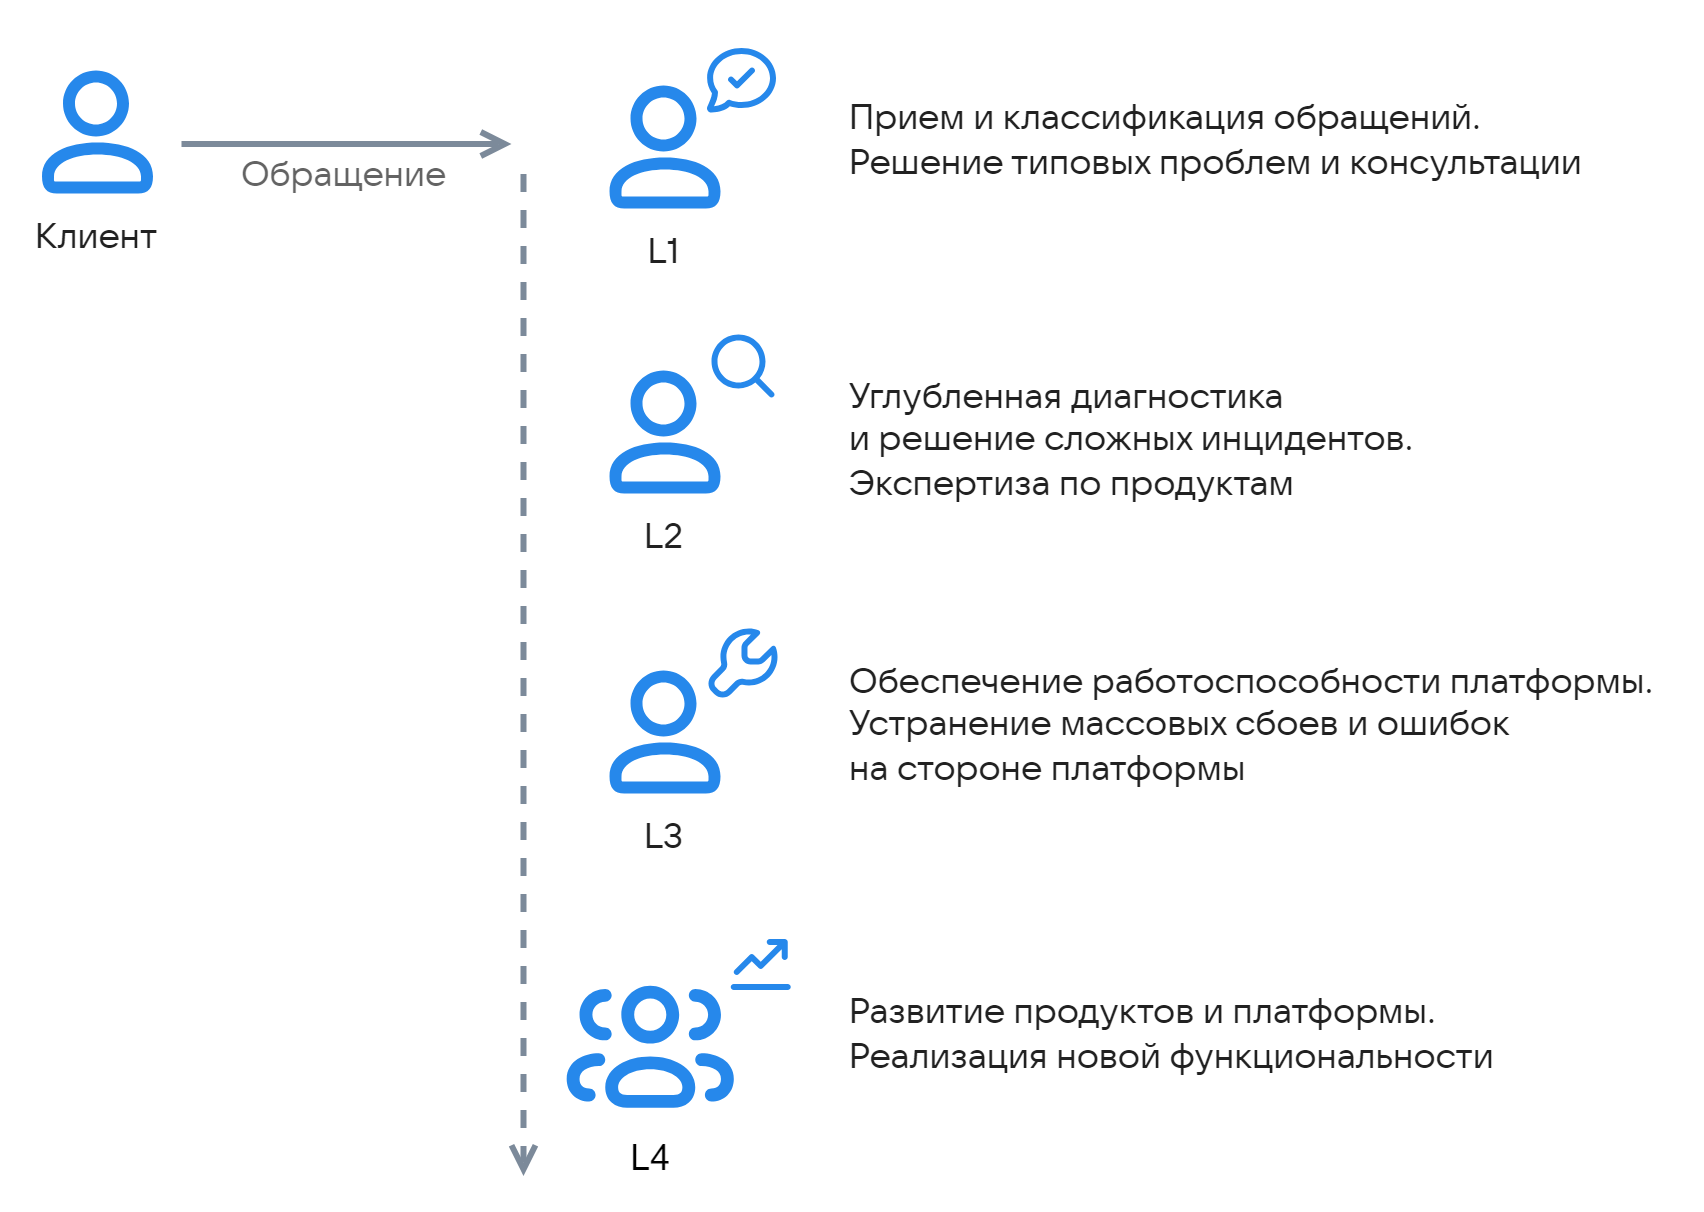 Клиент
Обращение
L1
Прием и классификация обращений.
Решение типовых проблем и консультации
L2
Углубленная диагностика
и решение сложных инцидентов.
Экспертиза по продуктам
L3
Обеспечение работоспособности платформы.
Устранение массовых сбоев и ошибок
на стороне платформы
L4
Развитие продуктов и платформы.
Реализация новой функциональности